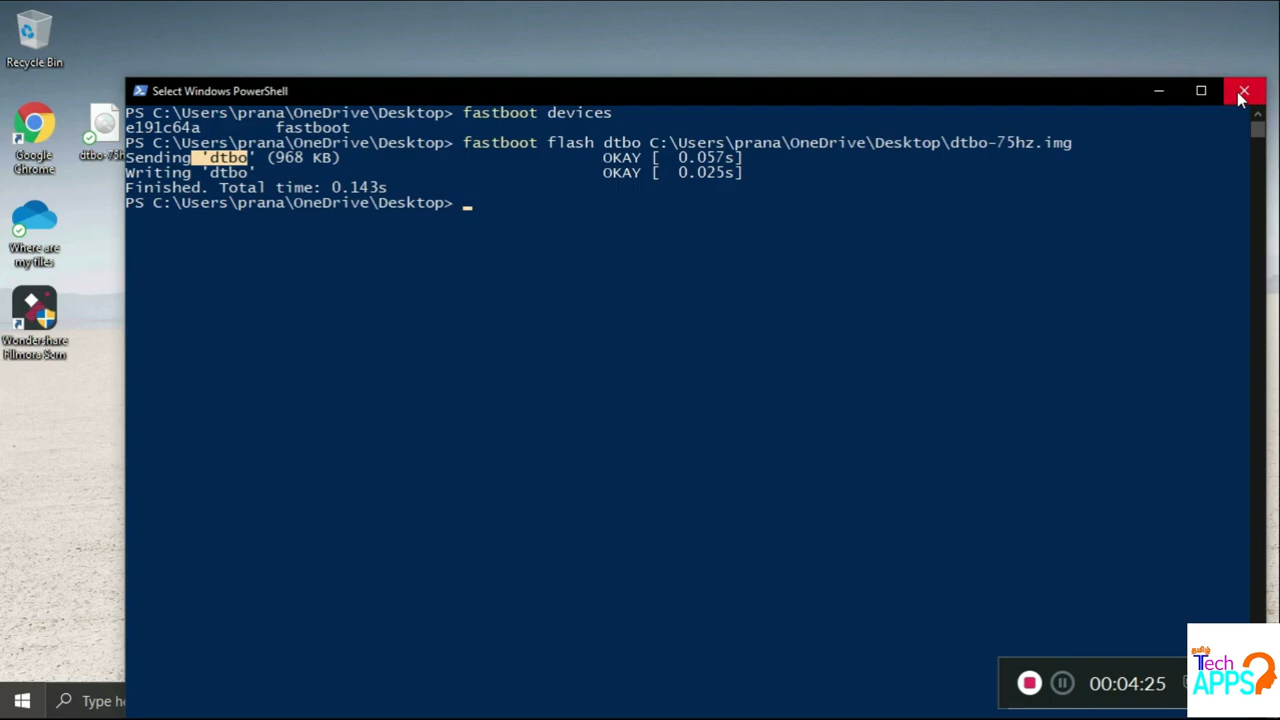 Recycle Bin
Google
Chrome
dtbo-75h
Where are
my files
Wondershare
Filmora Scrn
Select Windows PowerShell
PS C:\Users\prana\OneDrive\Desktop> fastboot devices
e191c64a fastboot
PS C:\Users\prana\OneDrive\Desktop> fastboot flash dtbo C:\Users\prana\OneDrive\Desktop\dtbo-75hz.img
Sending 'dtbo' (968 KB) OKAY [ 0.057s]
Writing 'dtbo' OKAY [ 0.025s]
Finished. Total time: 0.143s
PS C:\Users\prana\OneDrive\Desktop> _
Type he
00:04:25
தமிழ்
Tech
APPS